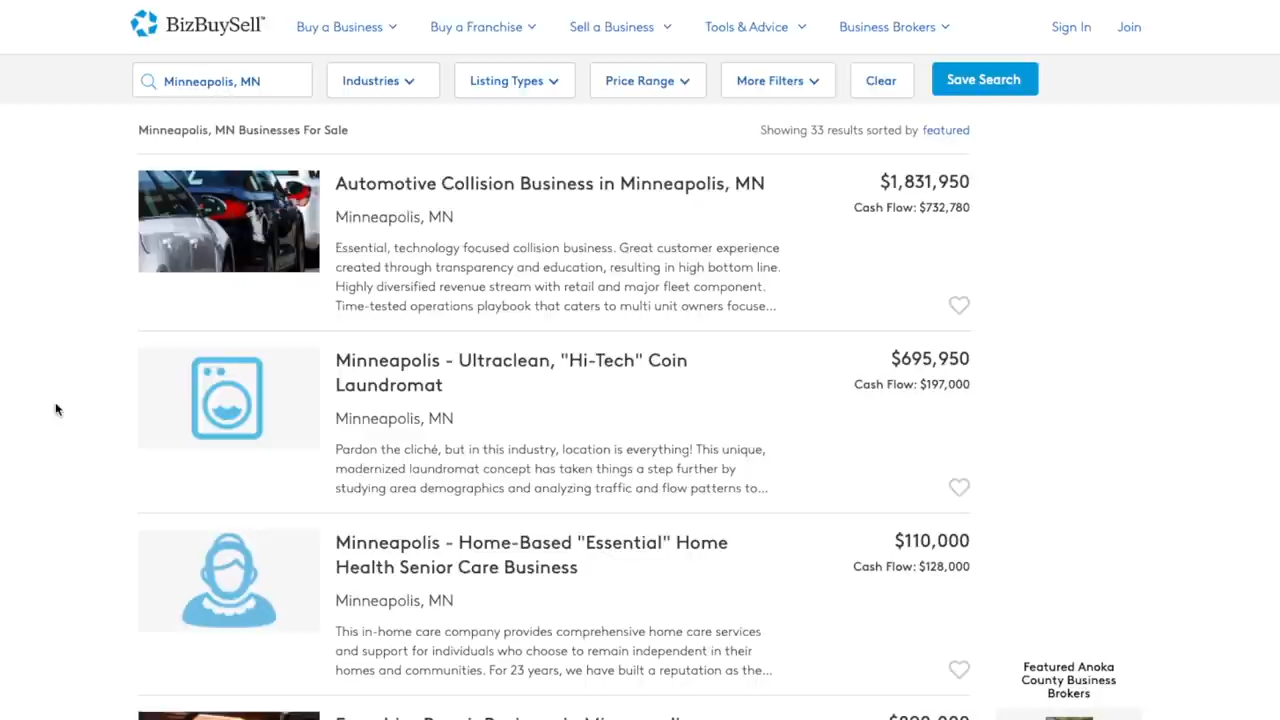 BizBuySell
Buy a Business
Buy a Franchise
Sell a Business
Tools & Advice
Business Brokers
Sign In
Join
Minneapolis, MN
Industries
Listing Types
Price Range
More Filters
Clear
Save Search
Minneapolis, MN Businesses For Sale
Showing 33 results sorted by featured
Automotive Collision Business in Minneapolis, MN
$1,831,950
Minneapolis, MN
Cash Flow: $732,780
Essential, technology focused collision business. Great customer experience
created through transparency and education, resulting in high bottom line.
Highly diversified revenue stream with retail and major fleet component.
Time-tested operations playbook that caters to multi unit owners focuse...
Minneapolis - Ultraclean, "Hi-Tech" Coin
Laundromat
$695,950
Cash Flow: $197,000
Minneapolis, MN
Pardon the cliché, but in this industry, location is everything! This unique,
modernized laundromat concept has taken things a step further by
studying area demographics and analyzing traffic and flow patterns to...
Minneapolis - Home-Based "Essential" Home
Health Senior Care Business
$110,000
Cash Flow: $128,000
Minneapolis, MN
This in-home care company provides comprehensive home care services
and support for individuals who choose to remain independent in their
homes and communities. For 23 years, we have built a reputation as the...
Featured Anoka
County Business
Brokers